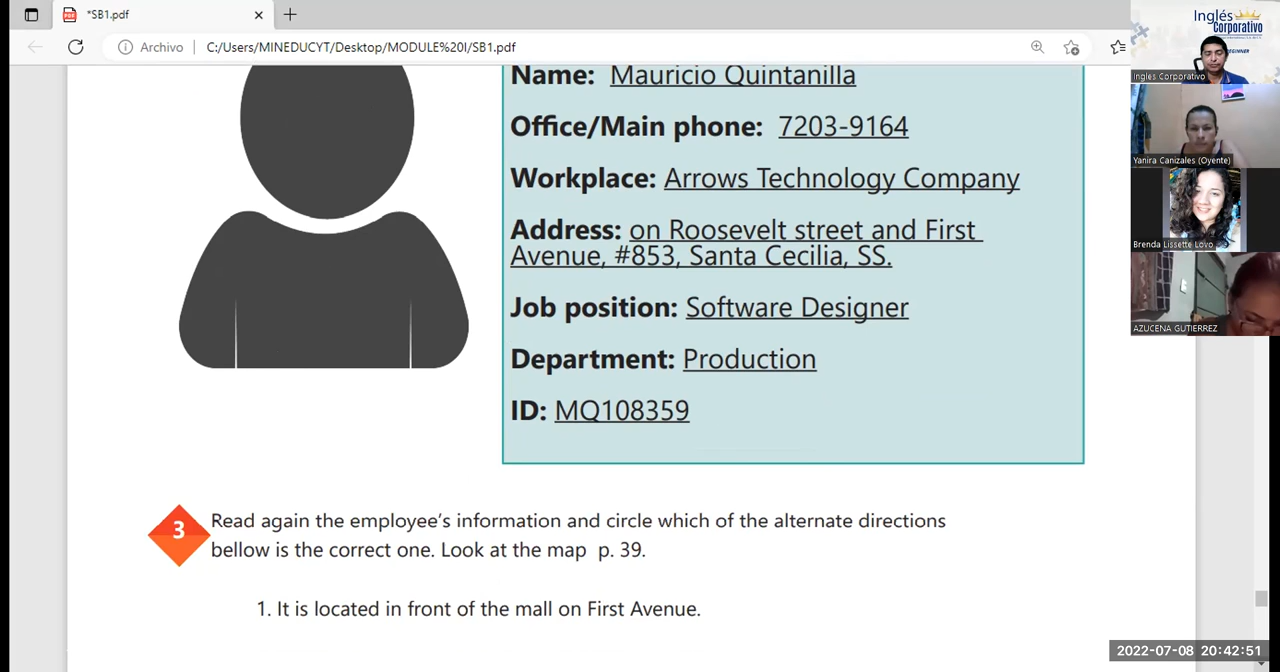 *SB1.pdf
Archivo
C:/Users/MINEDUCYT/Desktop/MODULE%20I/SB1.pdf
Name: Mauricio Quintanilla
Office/Main phone: 7203-9164
Workplace: Arrows Technology Company
Address: on Roosevelt street and First
Avenue, #853, Santa Cecilia, SS.
Job position: Software Designer
Department: Production
ID: MQ108359
3
Read again the employee's information and circle which of the alternate directions
bellow is the correct one. Look at the map p. 39.
1. It is located in front of the mall on First Avenue.
Inglés
Corporativo
Ingles Corporativo
Yanira Canizales (Oyente)
Brenda Lissette Lovo
AZUCENA GUTIERREZ
2022-07-08 20:42:51